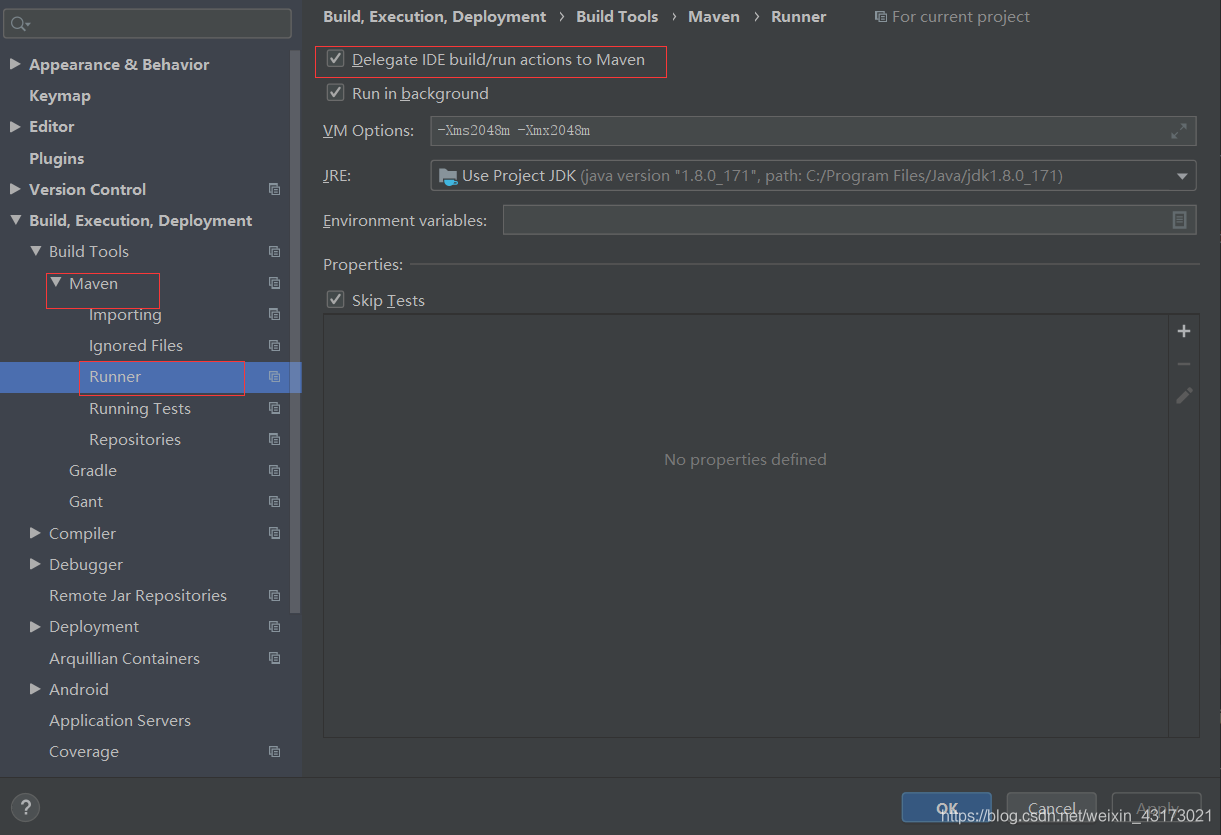 Build, Execution, Deployment › Build Tools › Maven › Runner For current project
Appearance & Behavior
Keymap
Editor
Plugins
Version Control
Build, Execution, Deployment
Build Tools
Maven
Importing
Ignored Files
Runner
Running Tests
Repositories
Gradle
Gant
Compiler
Debugger
Remote Jar Repositories
Deployment
Arquillian Containers
Android
Application Servers
Coverage
Delegate IDE build/run actions to Maven
Run in background
VM Options: -Xms2048m -Xmx2048m
JRE: Use Project JDK (java version "1.8.0_171", path: C:/Program Files/Java/jdk1.8.0_171)
Environment variables:
Properties:
Skip Tests
No properties defined
?
OK Cancel Apply
https://blog.csdn.net/weixin_43173021